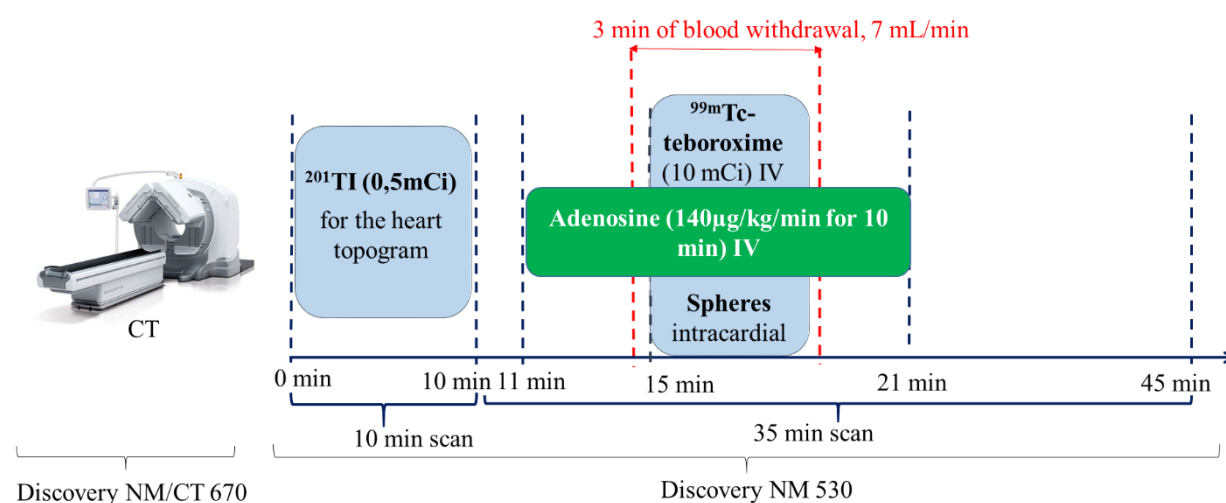 3 min of blood withdrawal, 7 mL/min
²⁰¹TI (0,5mCi)
for the heart
topogram
⁹⁹ᵐTc-
teboroxime
(10 mCi) IV
Adenosine (140µg/kg/min for 10
min) IV
Spheres
intracardial
CT
0 min
10 min
11 min
15 min
21 min
45 min
10 min scan
35 min scan
Discovery NM/CT 670
Discovery NM 530